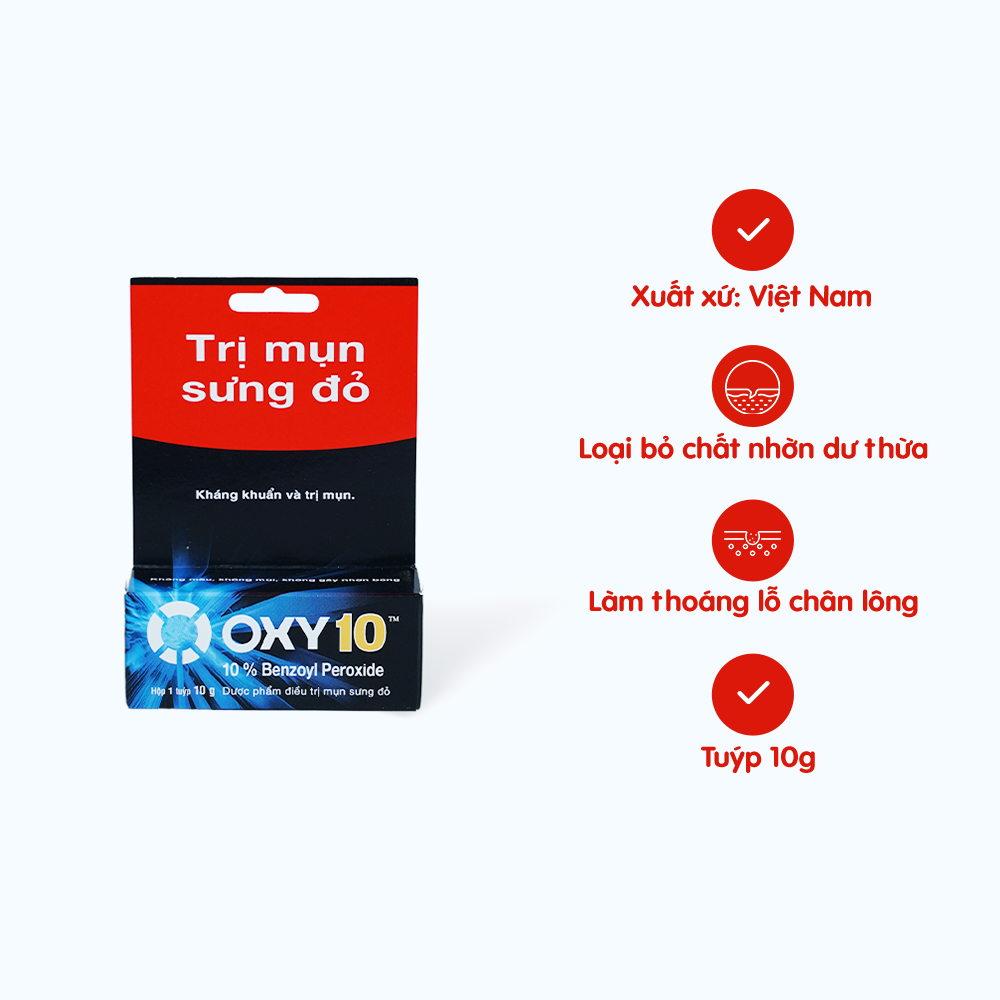 Trị mụn
sưng đỏ
Kháng khuẩn và trị mụn.
Không màu, không mùi, không gây nhờn bóng
OXY 10™
10 % Benzoyl Peroxide
Hộp 1 tuýp 10 g Dược phẩm điều trị mụn sưng đỏ
Xuất xứ: Việt Nam
Loại bỏ chất nhờn dư thừa
Làm thoáng lỗ chân lông
Tuýp 10g